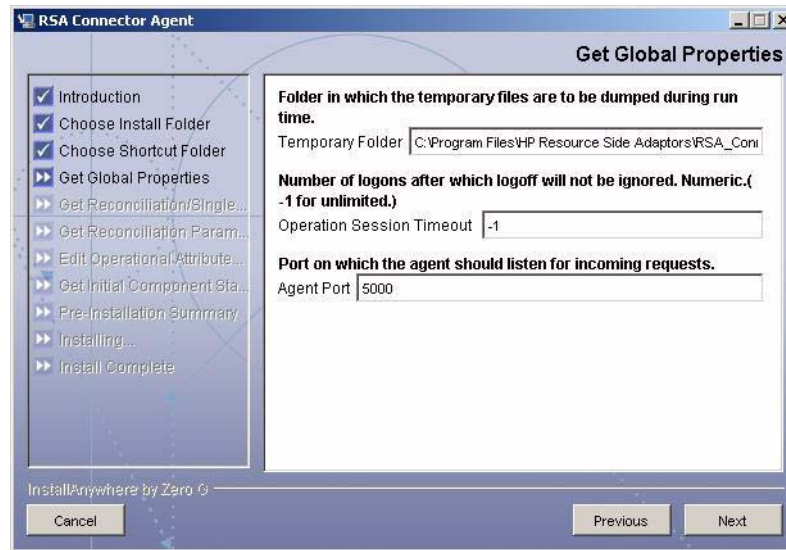 RSA Connector Agent
Get Global Properties
Introduction
Choose Install Folder
Choose Shortcut Folder
Get Global Properties
Get Reconciliation/Single...
Get Reconciliation Param...
Edit Operational Attribute...
Get Initial Component Sta...
Pre-Installation Summary
Installing...
Install Complete
Folder in which the temporary files are to be dumped during run
time.
Temporary Folder C:\Program Files\HP Resource Side Adaptors\RSA_Con
Number of logons after which logoff will not be ignored. Numeric.(
-1 for unlimited.)
Operation Session Timeout -1
Port on which the agent should listen for incoming requests.
Agent Port 5000
InstallAnywhere by Zero G
Cancel
Previous
Next